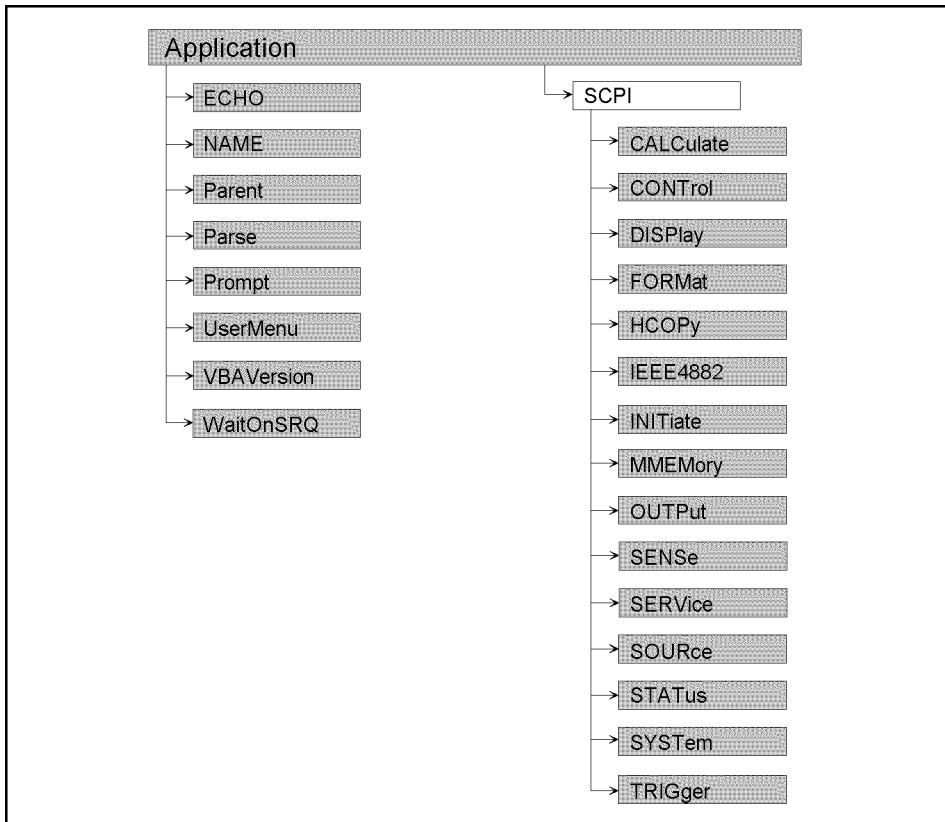 Application
ECHO
NAME
Parent
Parse
Prompt
UserMenu
VBAVersion
WaitOnSRQ
SCPI
CALCulate
CONTrol
DISPlay
FORMat
HCOPy
IEEE4882
INITiate
MMEMory
OUTPut
SENSe
SERVice
SOURce
STATus
SYSTem
TRIGger